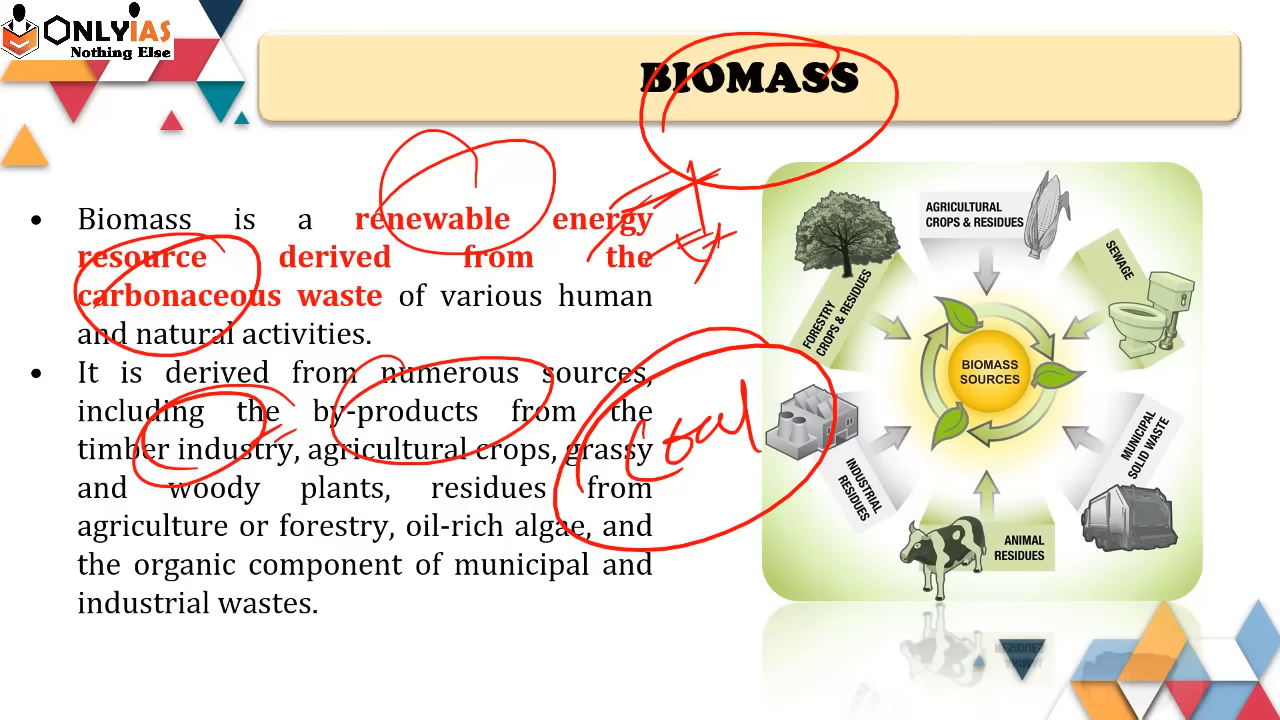 ONLYIAS
Nothing Else
BIOMASS
• Biomass is a renewable energy
resource derived from the
carbonaceous waste of various human
and natural activities.
• It is derived from numerous sources,
including the by-products from the
timber industry, agricultural crops, grassy
and woody plants, residues from
agriculture or forestry, oil-rich algae, and
the organic component of municipal and
industrial wastes.
Coal
AGRICULTURAL
CROPS & RESIDUES
SEWAGE
FORESTRY
CROPS & RESIDUES
BIOMASS
SOURCES
MUNICIPAL
SOLID WASTE
INDUSTRIAL
RESIDUES
ANIMAL
RESIDUES